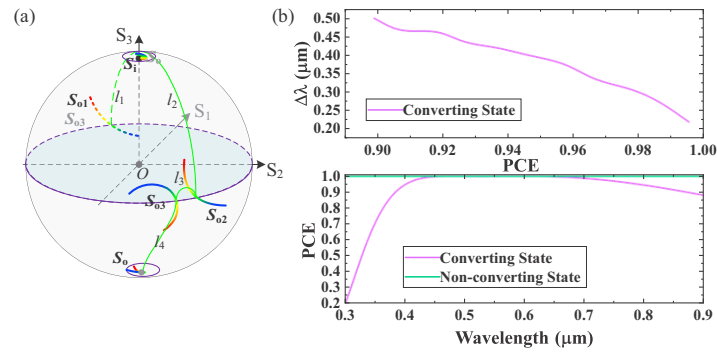 (a)
S₃
Sᵢ
Sₒ
l₁
l₂
Sₒ₁
Sₒ₃
S₁
O
S₂
l₃
Sₒ₃
Sₒ₂
l₄
Sₒ
(b)
Δλ (μm)
0.50
0.45
0.40
0.35
0.30
0.25
0.20
Converting State
0.90 0.92 0.94 0.96 0.98 1.00
PCE
PCE
1.0
0.9
0.8
0.7
0.6
0.5
0.4
0.3
0.2
Converting State
Non-converting State
0.3 0.4 0.5 0.6 0.7 0.8 0.9
Wavelength (μm)